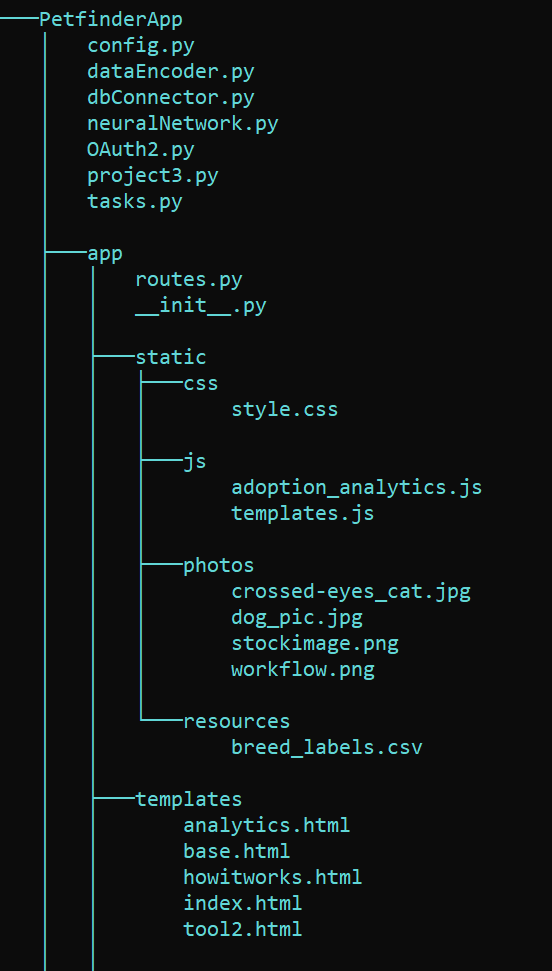 PetfinderApp
config.py
dataEncoder.py
dbConnector.py
neuralNetwork.py
OAuth2.py
project3.py
tasks.py
app
routes.py
__init__.py
static
css
style.css
js
adoption_analytics.js
templates.js
photos
crossed-eyes_cat.jpg
dog_pic.jpg
stockimage.png
workflow.png
resources
breed_labels.csv
templates
analytics.html
base.html
howitworks.html
index.html
tool2.html